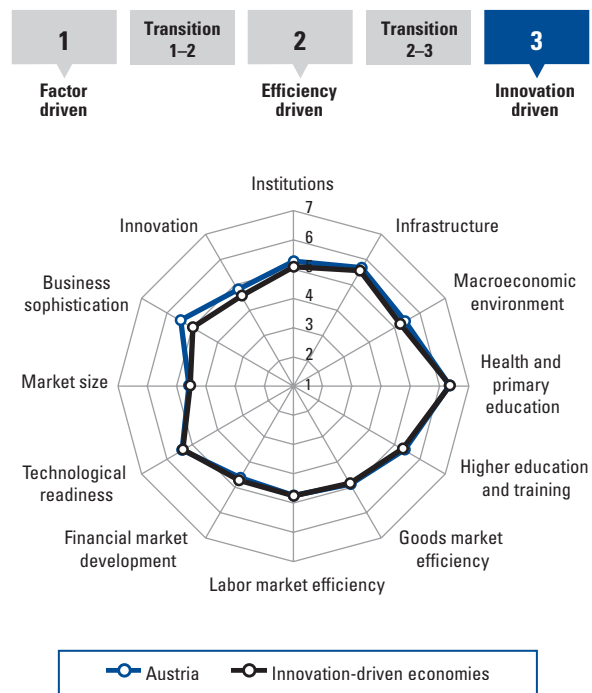 1
Transition
1–2
2
Transition
2–3
3
Factor
driven
Efficiency
driven
Innovation
driven
Institutions
Innovation
Infrastructure
Business
sophistication
Macroeconomic
environment
Market size
Health and
primary
education
Technological
readiness
Higher education
and training
Financial market
development
Goods market
efficiency
Labor market efficiency
7
6
5
4
3
2
1
Austria
Innovation-driven economies